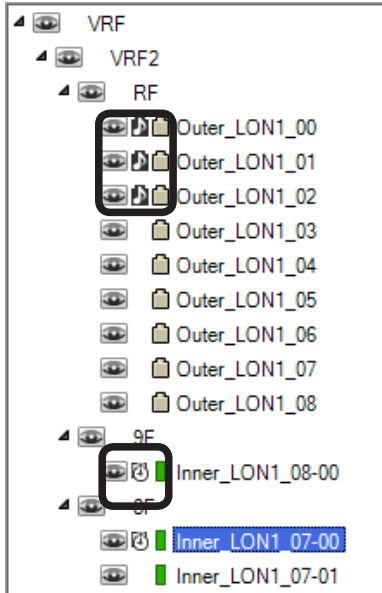 VRF
VRF2
RF
Outer_LON1_00
Outer_LON1_01
Outer_LON1_02
Outer_LON1_03
Outer_LON1_04
Outer_LON1_05
Outer_LON1_06
Outer_LON1_07
Outer_LON1_08
9F
Inner_LON1_08-00
Inner_LON1_07-00
Inner_LON1_07-01